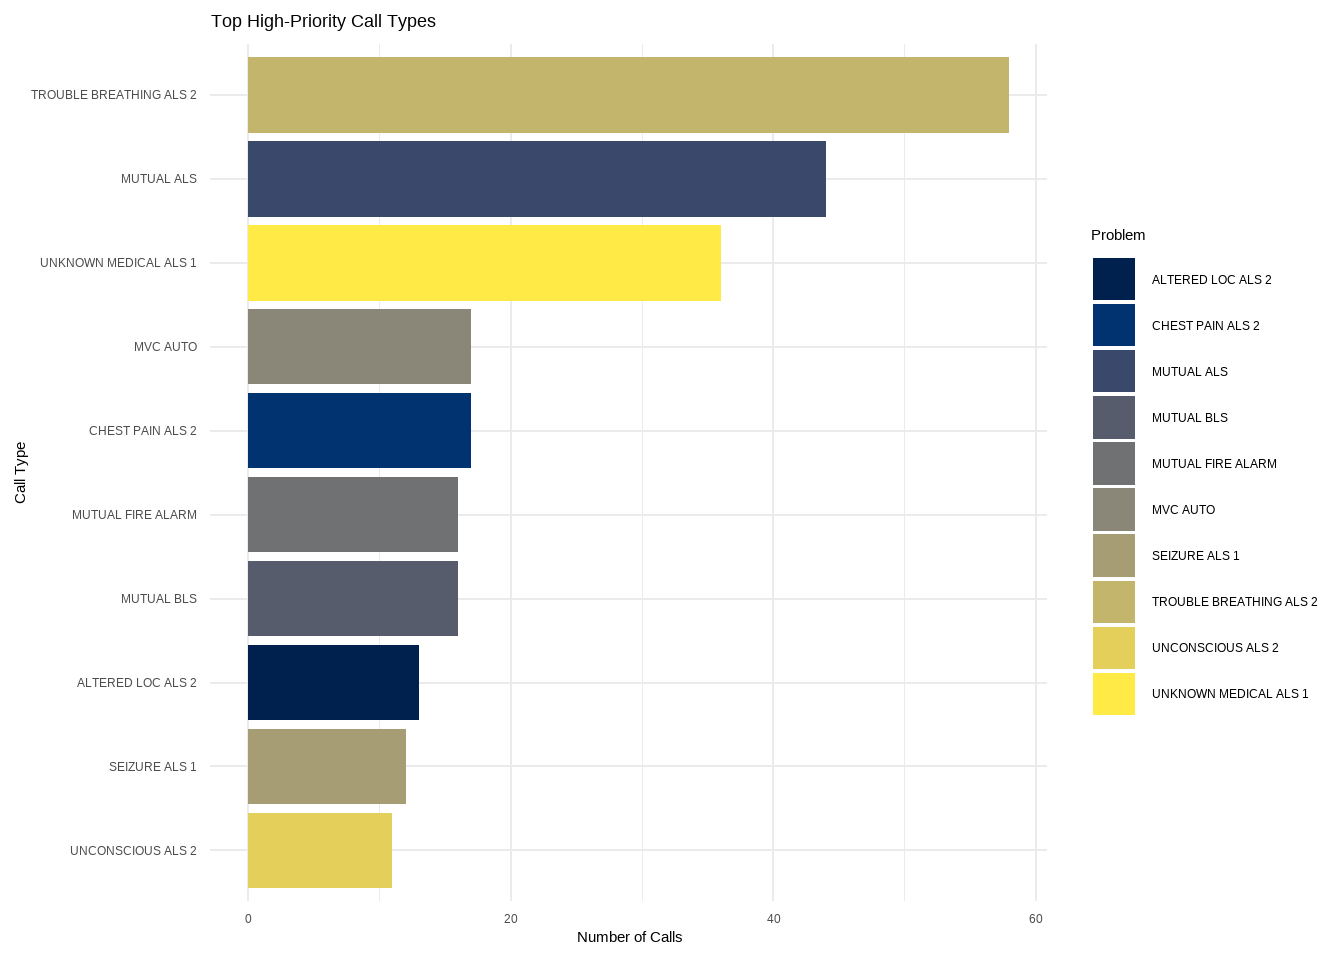 Top High-Priority Call Types
TROUBLE BREATHING ALS 2
MUTUAL ALS
UNKNOWN MEDICAL ALS 1
MVC AUTO
CHEST PAIN ALS 2
MUTUAL FIRE ALARM
MUTUAL BLS
ALTERED LOC ALS 2
SEIZURE ALS 1
UNCONSCIOUS ALS 2
Call Type
0 20 40 60
Number of Calls
Problem
ALTERED LOC ALS 2
CHEST PAIN ALS 2
MUTUAL ALS
MUTUAL BLS
MUTUAL FIRE ALARM
MVC AUTO
SEIZURE ALS 1
TROUBLE BREATHING ALS 2
UNCONSCIOUS ALS 2
UNKNOWN MEDICAL ALS 1